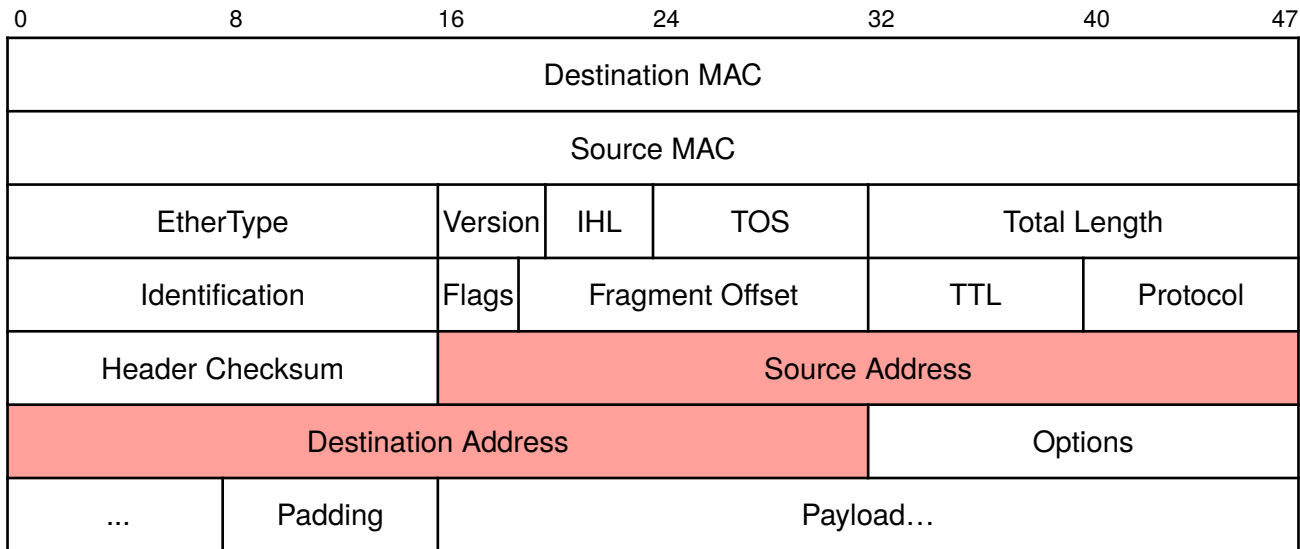 0 8 16 24 32 40 47
Destination MAC
Source MAC
EtherType Version IHL TOS Total Length
Identification Flags Fragment Offset TTL Protocol
Header Checksum Source Address
Destination Address Options
... Padding Payload…